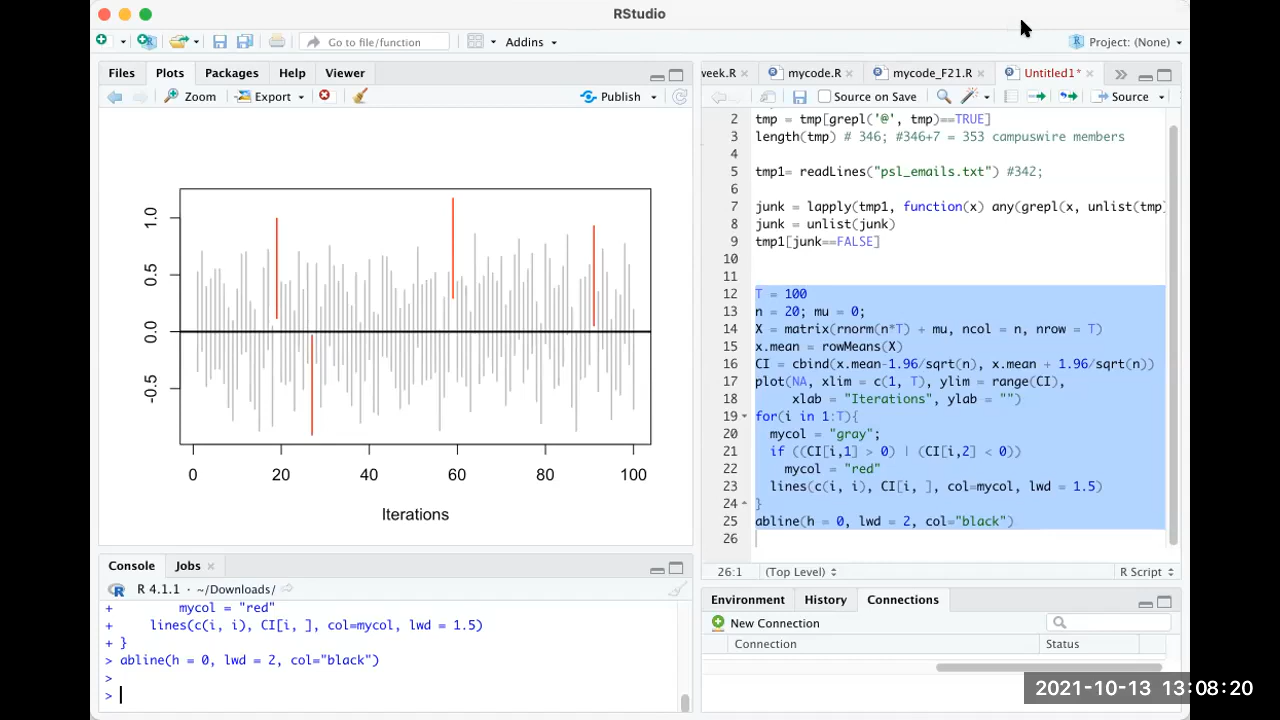 RStudio
Go to file/function
Addins
Project: (None)
Files Plots Packages Help Viewer
Zoom Export Publish
1.0
0.5
0.0
-0.5
0 20 40 60 80 100
Iterations
week.R mycode.R mycode_F21.R Untitled1*
Source on Save Source
2 tmp = tmp[grepl('@', tmp)==TRUE]
3 length(tmp) # 346; #346+7 = 353 campuswire members
4
5 tmp1= readLines("psl_emails.txt") #342;
6
7 junk = lapply(tmp1, function(x) any(grepl(x, unlist(tmp)
8 junk = unlist(junk)
9 tmp1[junk==FALSE]
10
11
12 T = 100
13 n = 20; mu = 0;
14 X = matrix(rnorm(n*T) + mu, ncol = n, nrow = T)
15 x.mean = rowMeans(X)
16 CI = cbind(x.mean-1.96/sqrt(n), x.mean + 1.96/sqrt(n))
17 plot(NA, xlim = c(1, T), ylim = range(CI),
18 xlab = "Iterations", ylab = "")
19 for(i in 1:T){
20 mycol = "gray";
21 if ((CI[i,1] > 0) | (CI[i,2] < 0))
22 mycol = "red"
23 lines(c(i, i), CI[i, ], col=mycol, lwd = 1.5)
24 }
25 abline(h = 0, lwd = 2, col="black")
26
26:1 (Top Level) R Script
Console Jobs
R 4.1.1 · ~/Downloads/
+ mycol = "red"
+ lines(c(i, i), CI[i, ], col=mycol, lwd = 1.5)
+ }
> abline(h = 0, lwd = 2, col="black")
>
>
Environment History Connections
New Connection
Connection Status
2021-10-13 13:08:20